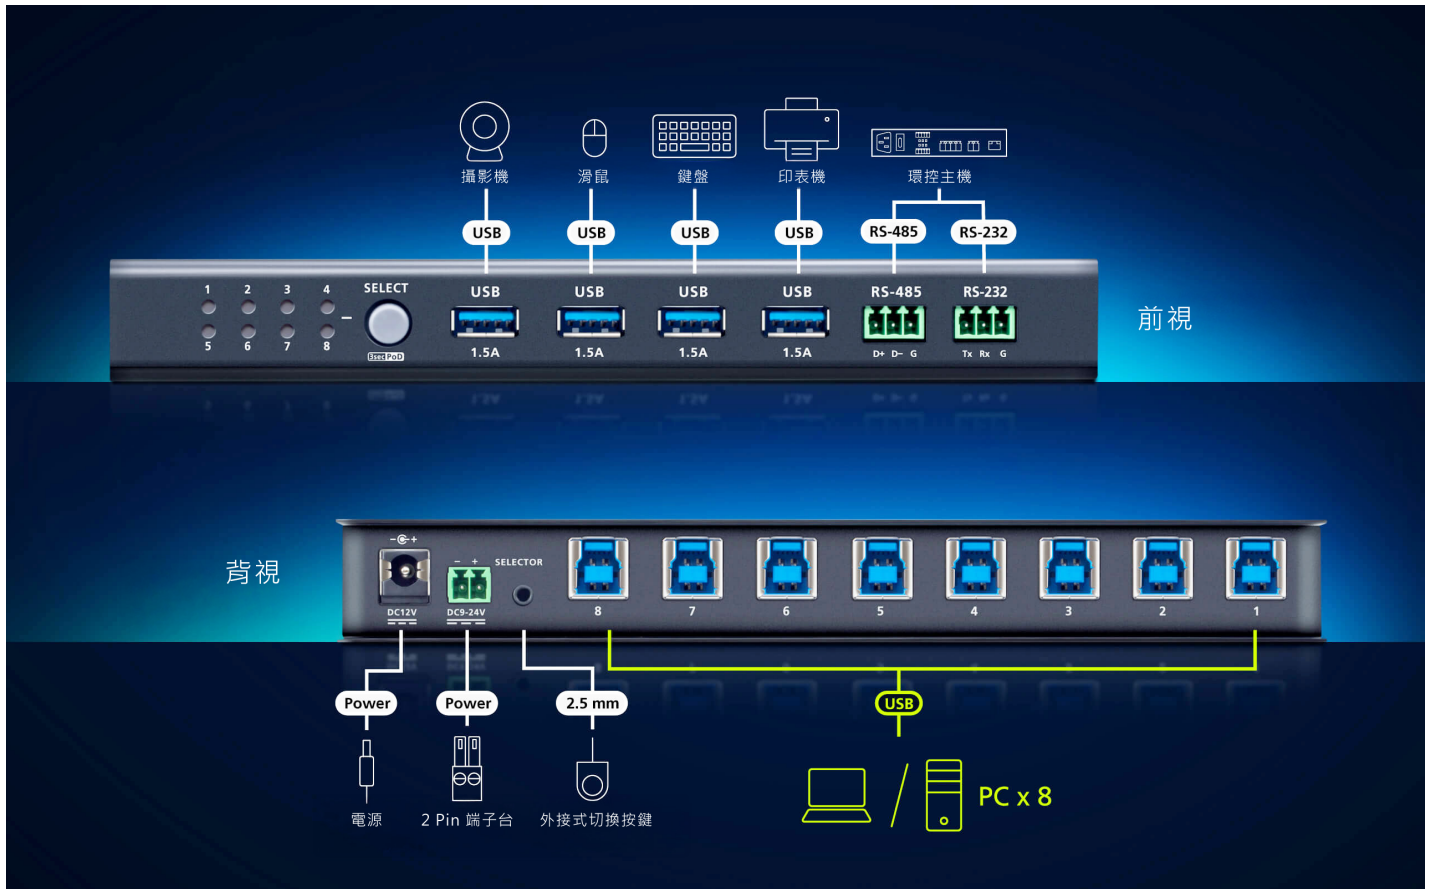 攝影機 滑鼠 鍵盤 印表機 環控主機
USB USB USB USB RS-485 RS-232
1 2 3 4 SELECT USB USB USB USB RS-485 RS-232
前視
5 6 7 8 5sec PoD 1.5A 1.5A 1.5A 1.5A D+ D- G Tx Rx G
背視
- + - + SELECTOR
DC12V DC9-24V 8 7 6 5 4 3 2 1
Power Power 2.5 mm USB
PC x 8
電源 2 Pin 端子台 外接式切換按鍵